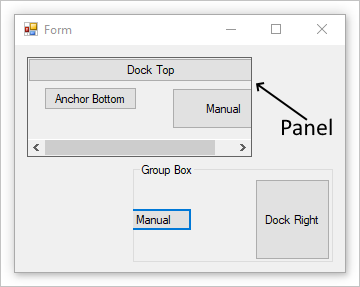 Form
Dock Top
Anchor Bottom
Manual
Panel
Group Box
Manual
Dock Right